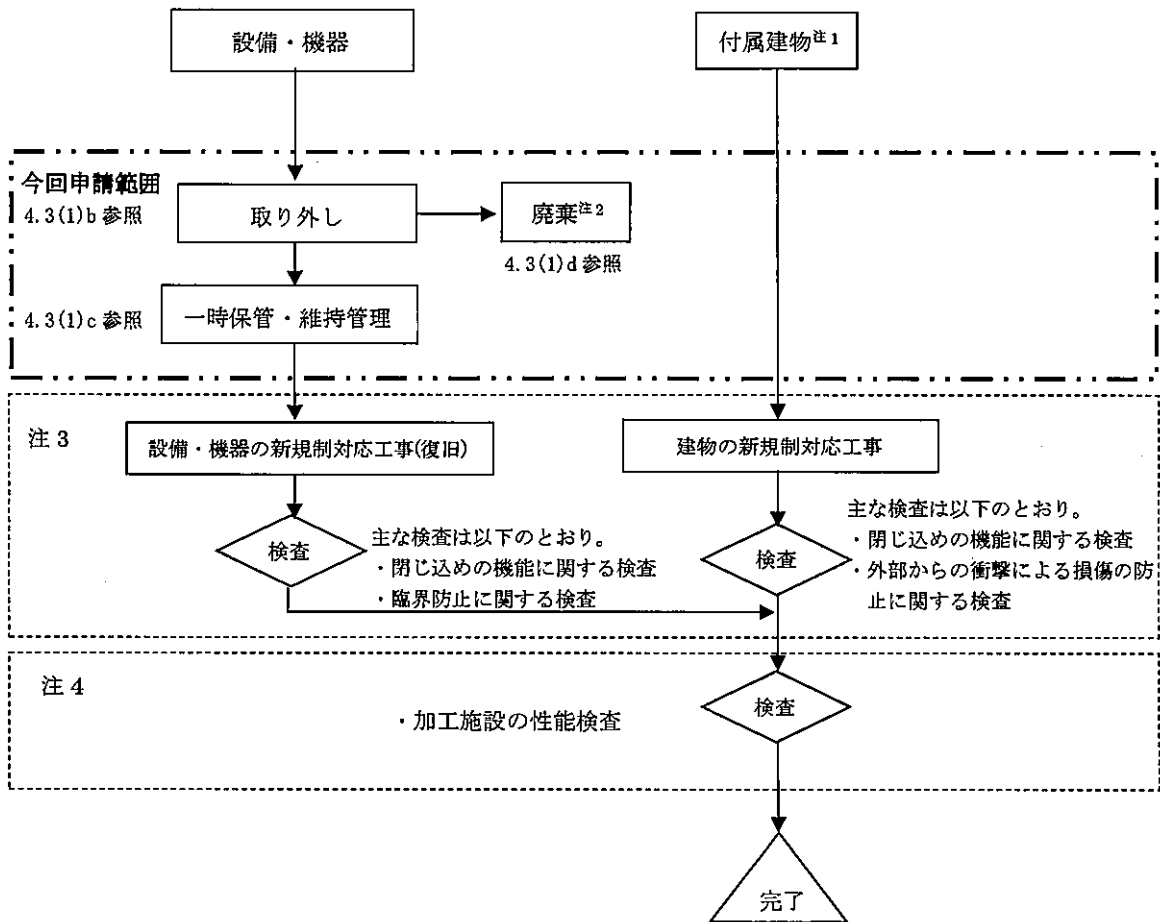 設備・機器
付属建物注1
今回申請範囲
4.3(1)b 参照
取り外し
廃棄注2
4.3(1)d 参照
4.3(1)c 参照
一時保管・維持管理
注3
設備・機器の新規制対応工事(復旧)
建物の新規制対応工事
検査
主な検査は以下のとおり。
・閉じ込めの機能に関する検査
・臨界防止に関する検査
検査
主な検査は以下のとおり。
・閉じ込めの機能に関する検査
・外部からの衝撃による損傷の防
止に関する検査
注4
・加工施設の性能検査
検査
完了